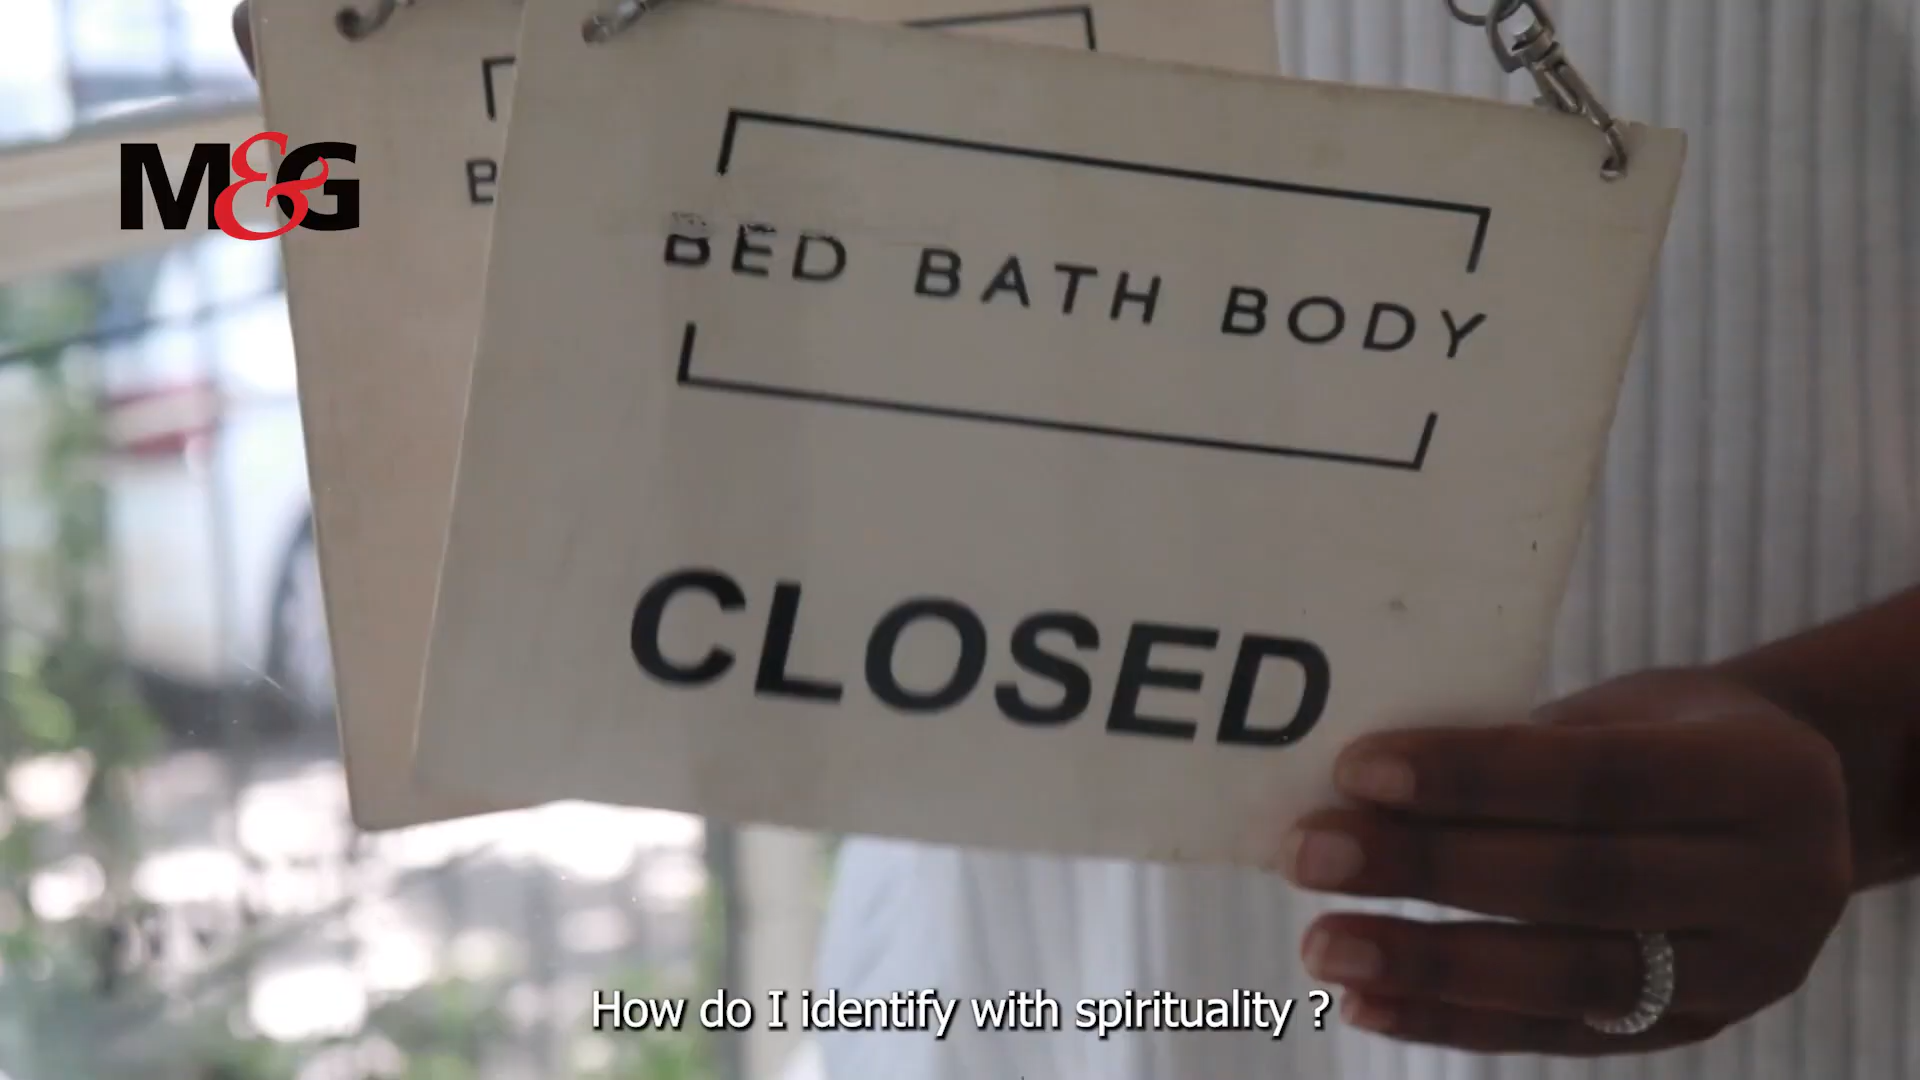 M&G
B
BED BATH BODY
CLOSED
How do I identify with spirituality ?